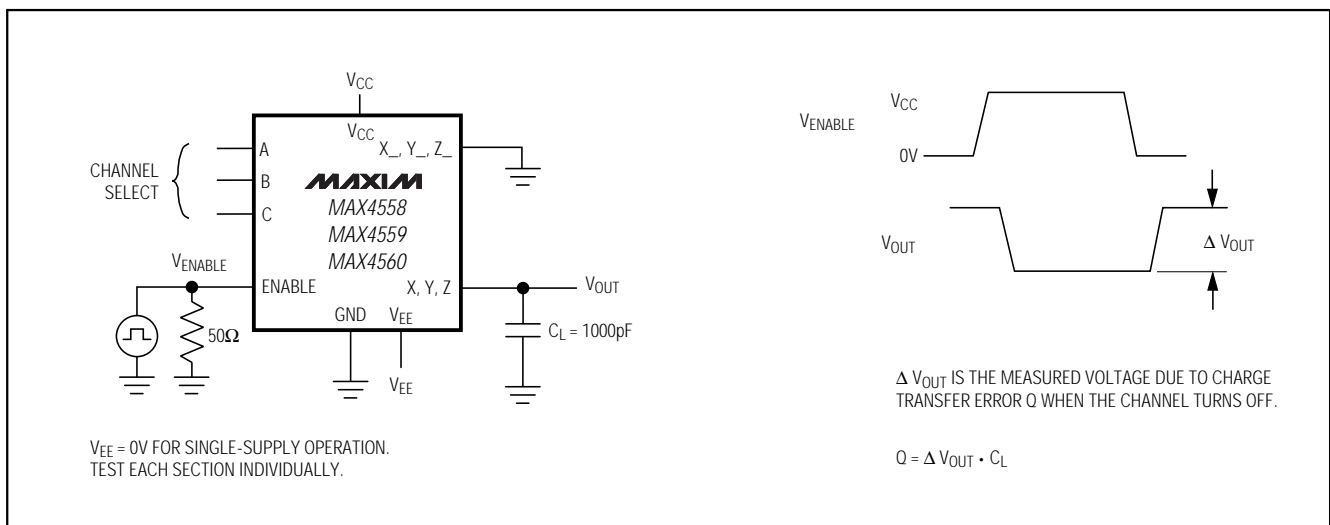 VCC
VCC
X_, Y_, Z_
A
CHANNEL
SELECT
B
C
MAXIM
MAX4558
MAX4559
MAX4560
VENABLE
ENABLE
X, Y, Z
VOUT
GND
VEE
50Ω
CL = 1000pF
VEE
VEE = 0V FOR SINGLE-SUPPLY OPERATION.
TEST EACH SECTION INDIVIDUALLY.
VCC
VENABLE
0V
VOUT
Δ VOUT
Δ VOUT IS THE MEASURED VOLTAGE DUE TO CHARGE
TRANSFER ERROR Q WHEN THE CHANNEL TURNS OFF.
Q = Δ VOUT • CL